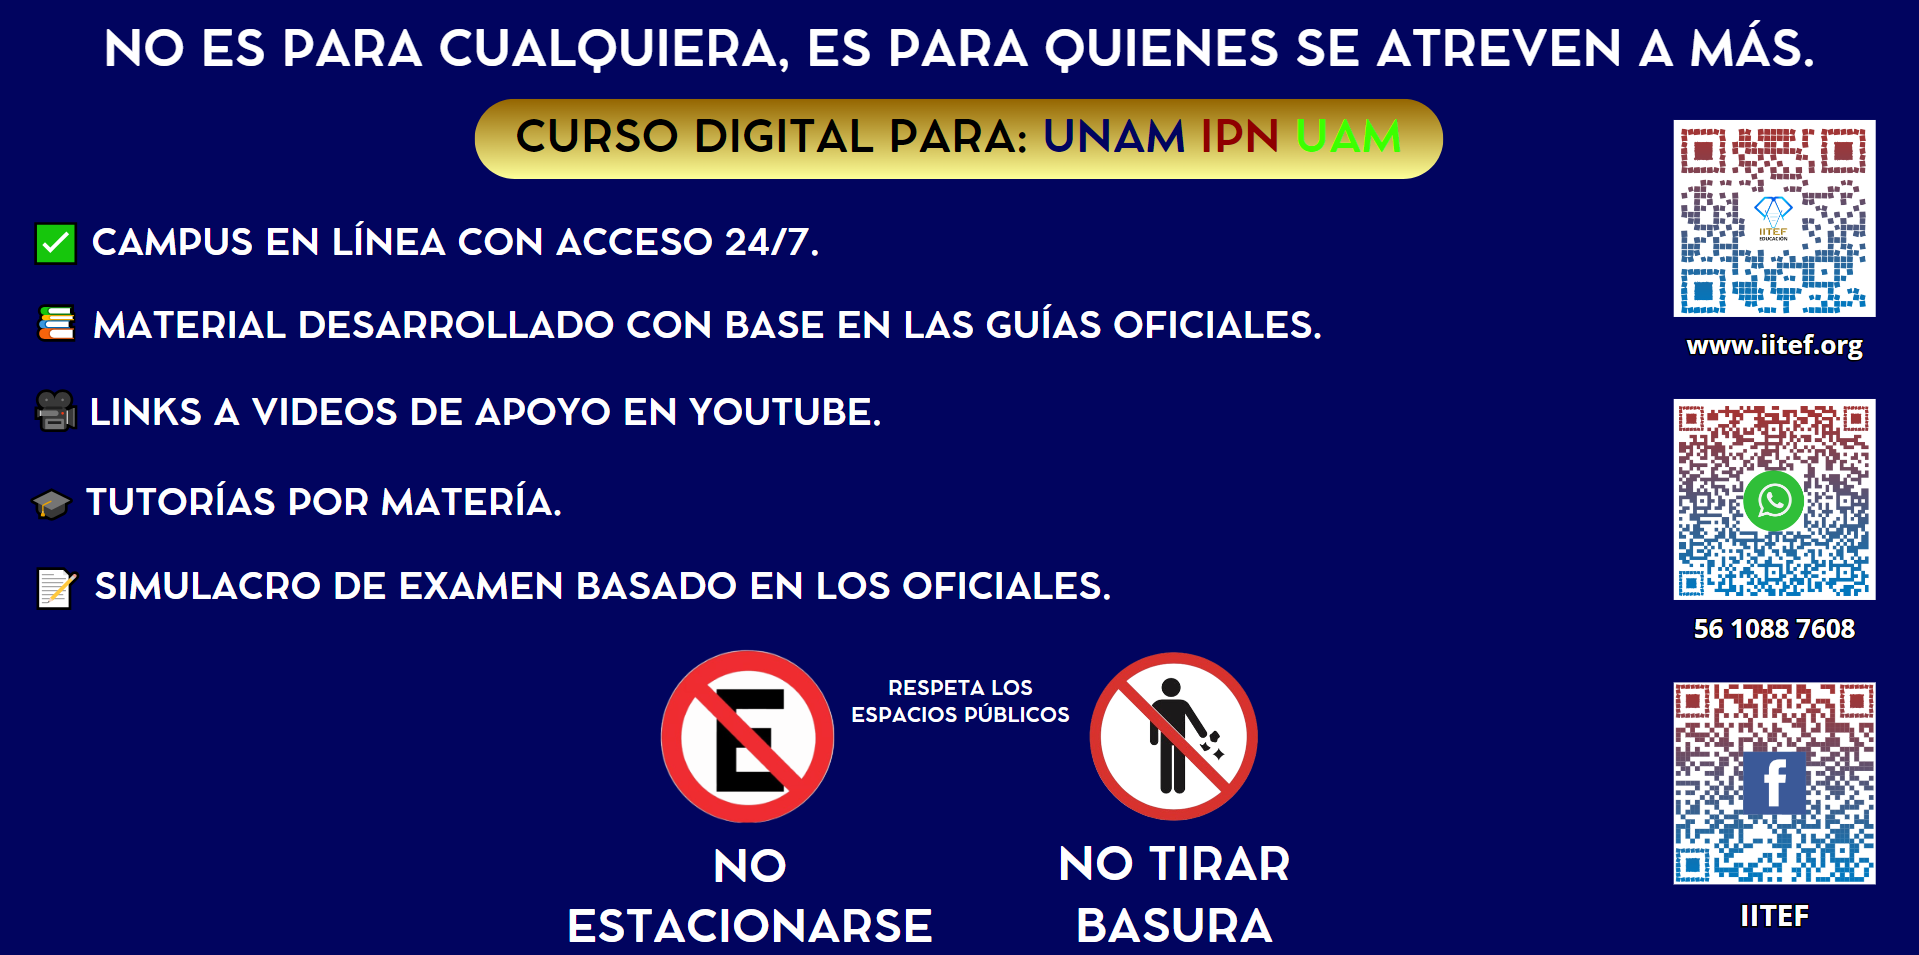 NO ES PARA CUALQUIERA, ES PARA QUIENES SE ATREVEN A MÁS.
CURSO DIGITAL PARA: UNAM IPN UAM
CAMPUS EN LÍNEA CON ACCESO 24/7.
MATERIAL DESARROLLADO CON BASE EN LAS GUÍAS OFICIALES.
LINKS A VIDEOS DE APOYO EN YOUTUBE.
TUTORÍAS POR MATERÍA.
SIMULACRO DE EXAMEN BASADO EN LOS OFICIALES.
IITEF
EDUCACIÓN
www.iitef.org
56 1088 7608
f
IITEF
E
RESPETA LOS
ESPACIOS PÚBLICOS
NO
ESTACIONARSE
NO TIRAR
BASURA